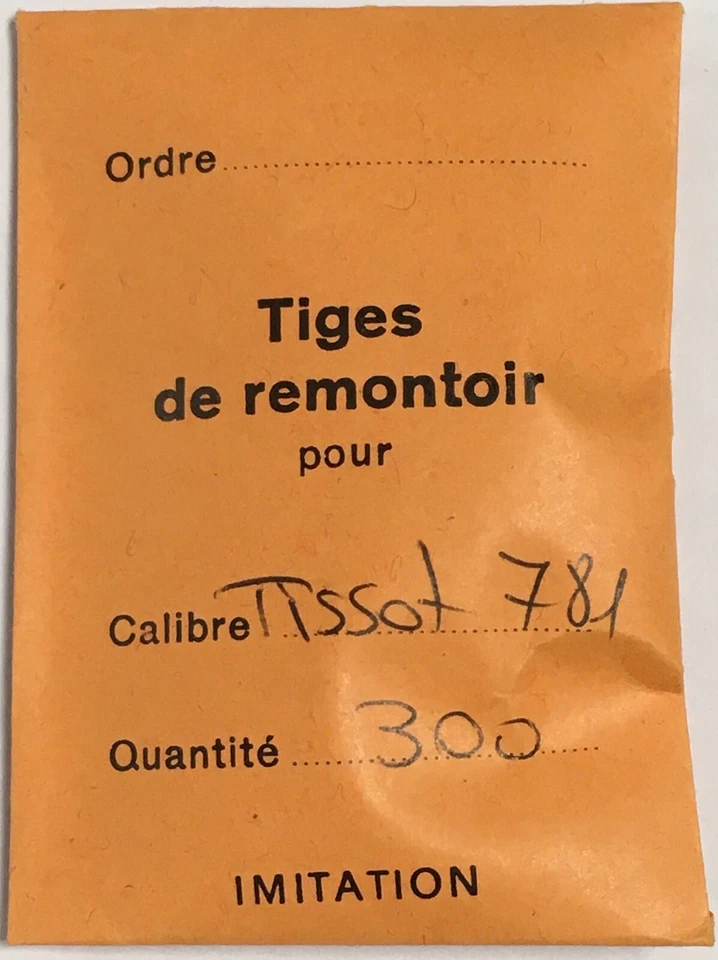 Ordre
Tiges
de remontoir
pour
Calibre Tissot 781
Quantité 300
IMITATION